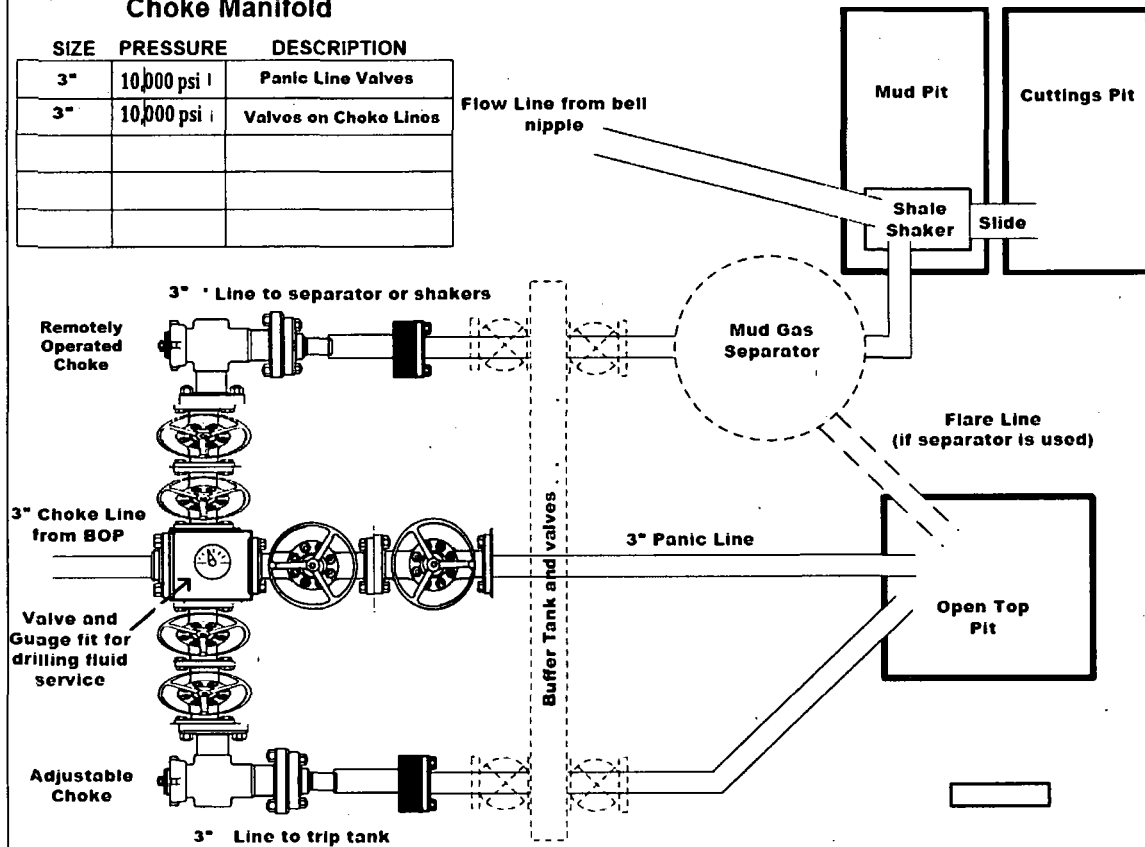 Choke Manifold
SIZE PRESSURE DESCRIPTION
3" 10,000 psi Panic Line Valves
3" 10,000 psi Valves on Choke Lines
Flow Line from bell
nipple
Mud Pit
Cuttings Pit
Shale
Shaker
Slide
3" Line to separator or shakers
Remotely
Operated
Choke
Mud Gas
Separator
Flare Line
(if separator is used)
3" Choke Line
from BOP
Buffer Tank and valves
3" Panic Line
Open Top
Pit
Valve and
Guage fit for
drilling fluid
service
Adjustable
Choke
3" Line to trip tank